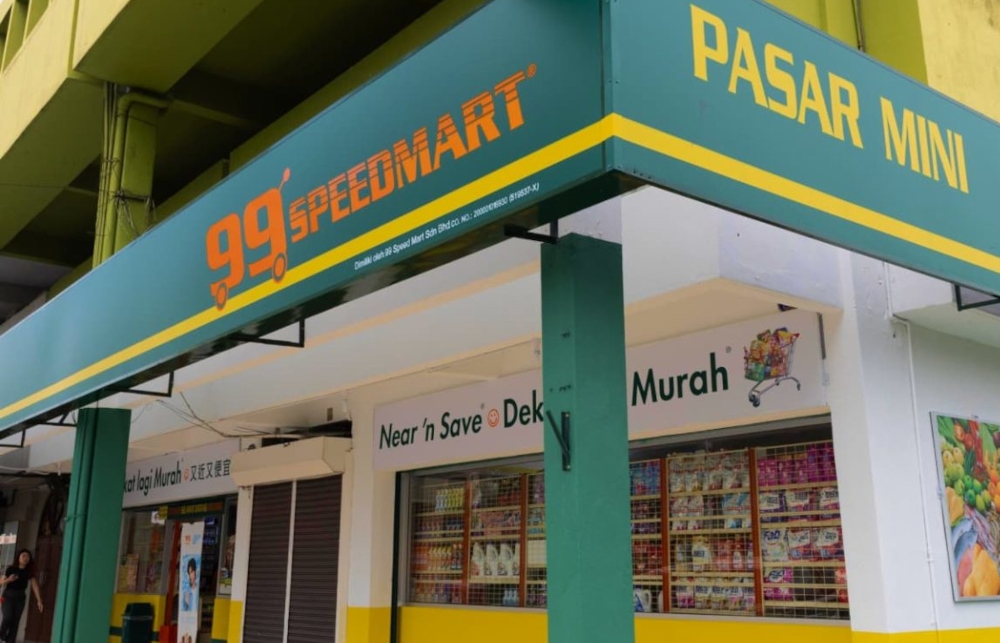 99 SPEEDMART®
Dimiliki oleh 99 Speed Mart Sdn Bhd
PASAR MINI
Near 'n Save Dek Murah
kat lagi Murah 又近又便宜